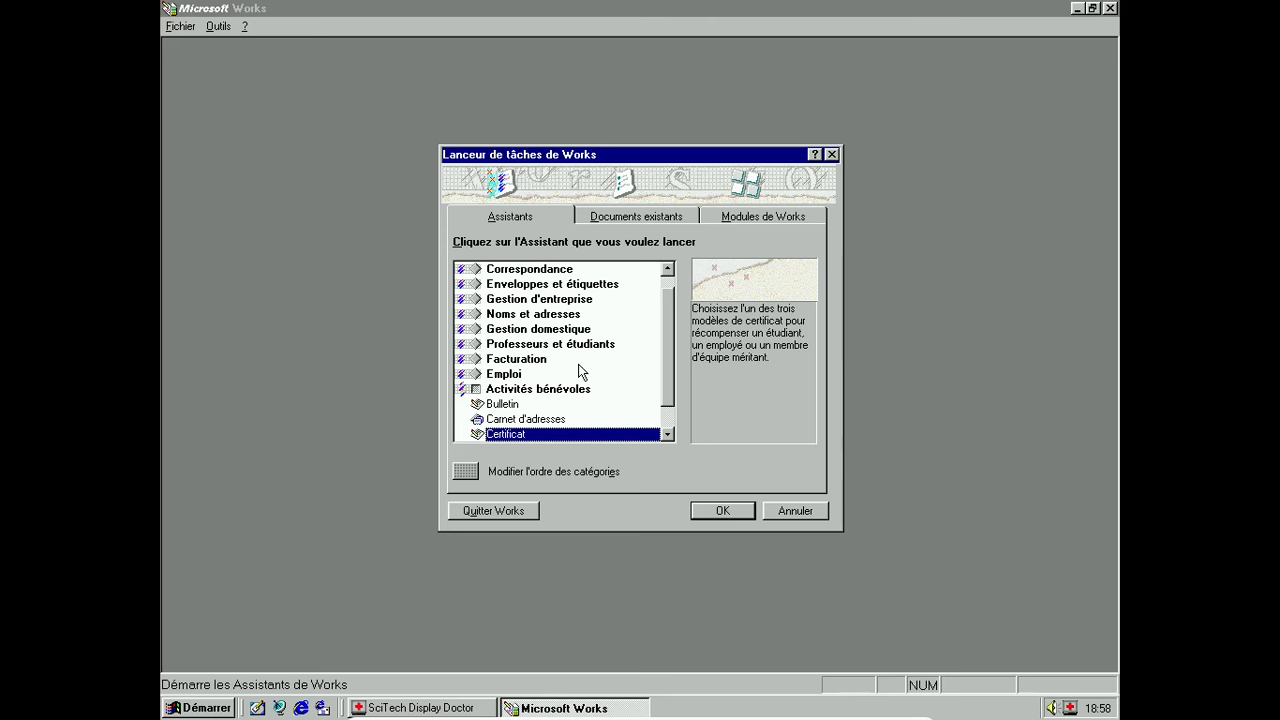 Microsoft Works
Fichier Outils ?
Lanceur de tâches de Works
Assistants
Documents existants
Modules de Works
Cliquez sur l'Assistant que vous voulez lancer
Correspondance
Enveloppes et étiquettes
Gestion d'entreprise
Noms et adresses
Gestion domestique
Professeurs et étudiants
Facturation
Emploi
Activités bénévoles
Bulletin
Carnet d'adresses
Certificat
Choisissez l'un des trois
modèles de certificat pour
récompenser un étudiant,
un employé ou un membre
d'équipe méritant.
Modifier l'ordre des catégories
Quitter Works
OK
Annuler
Démarre les Assistants de Works
NUM
Démarrer
SciTech Display Doctor
Microsoft Works
18:58